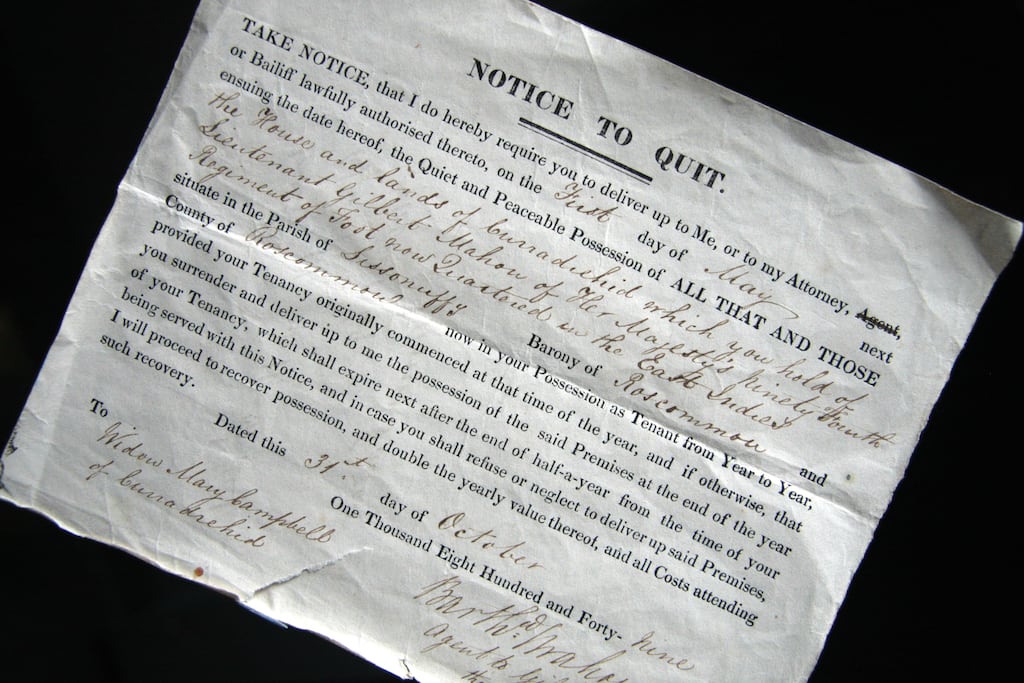 NOTICE TO QUIT.
TAKE NOTICE, that I do hereby require you to deliver up to Me, or to my Attorney, Agent,
or Bailiff lawfully authorised thereto, on the First day of May next
ensuing the date hereof, the Quiet and Peaceable Possession of ALL THAT AND THOSE
the House and lands of Curradrehid which you hold of
Lieutenant Gilbert Mahon of Her Majesty's Ninety Fourth
Regiment of Foot now Quartered in the East Indies
situate in the Parish of Lissonuffy Barony of Roscommon and
County of Roscommon now in your Possession as Tenant from Year to Year,
provided your Tenancy originally commenced at that time of the year, and if otherwise, that
you surrender and deliver up to me the possession of the said Premises at the end of the year
of your Tenancy, which shall expire next after the end of half-a-year from the time of your
being served with this Notice, and in case you shall refuse or neglect to deliver up said Premises,
I will proceed to recover possession, and double the yearly value thereof, and all Costs attending
such recovery.
Dated this 31st day of October
One Thousand Eight Hundred and Forty-nine
To
Widow Mary Campbell
of Curradrehid
Mahon
Agent to